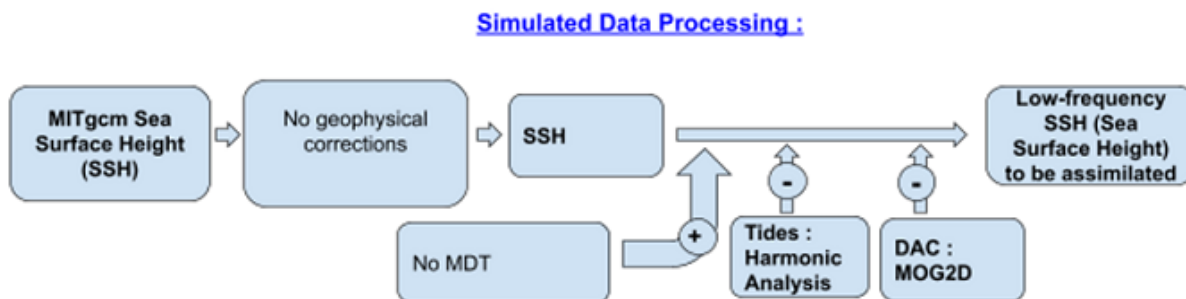 Simulated Data Processing :
MITgcm Sea
Surface Height
(SSH)
No geophysical
corrections
SSH
Low-frequency
SSH (Sea
Surface Height)
to be assimilated
No MDT
+
-
Tides :
Harmonic
Analysis
-
DAC :
MOG2D